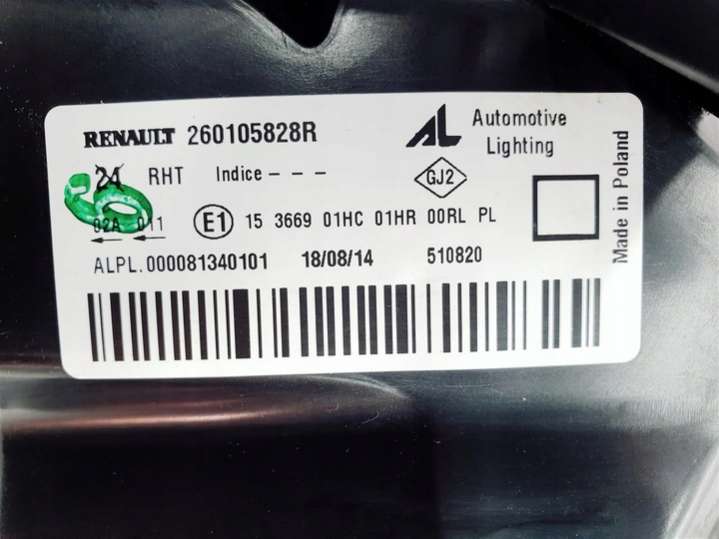 RENAULT 260105828R
AL Automotive Lighting
24 RHT Indice - - -
GJ2
02A 011 E1 15 3669 01HC 01HR 00RL PL
ALPL.000081340101 18/08/14 510820
Made in Poland